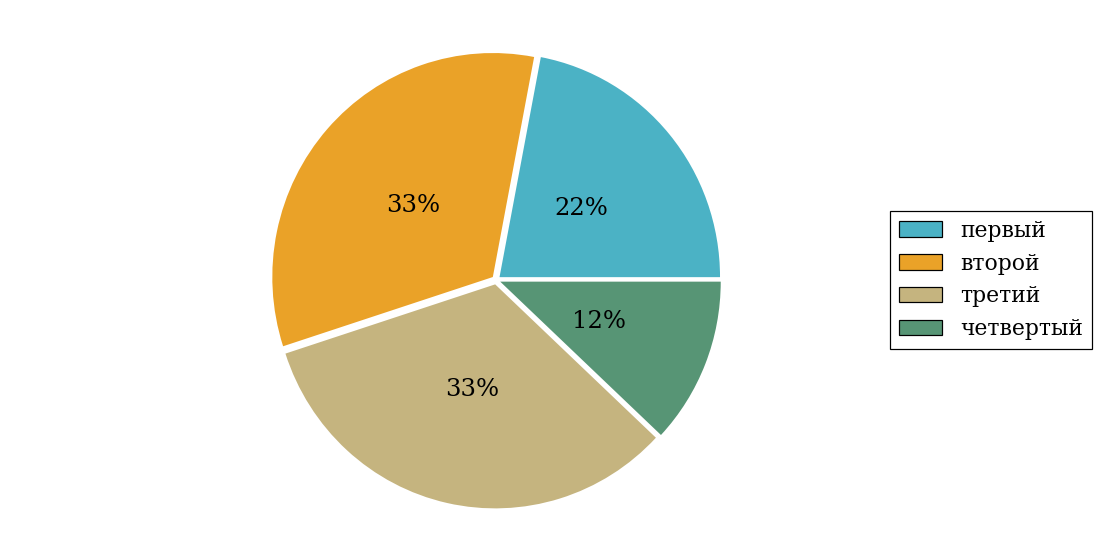 33%
22%
12%
33%
первый
второй
третий
четвертый